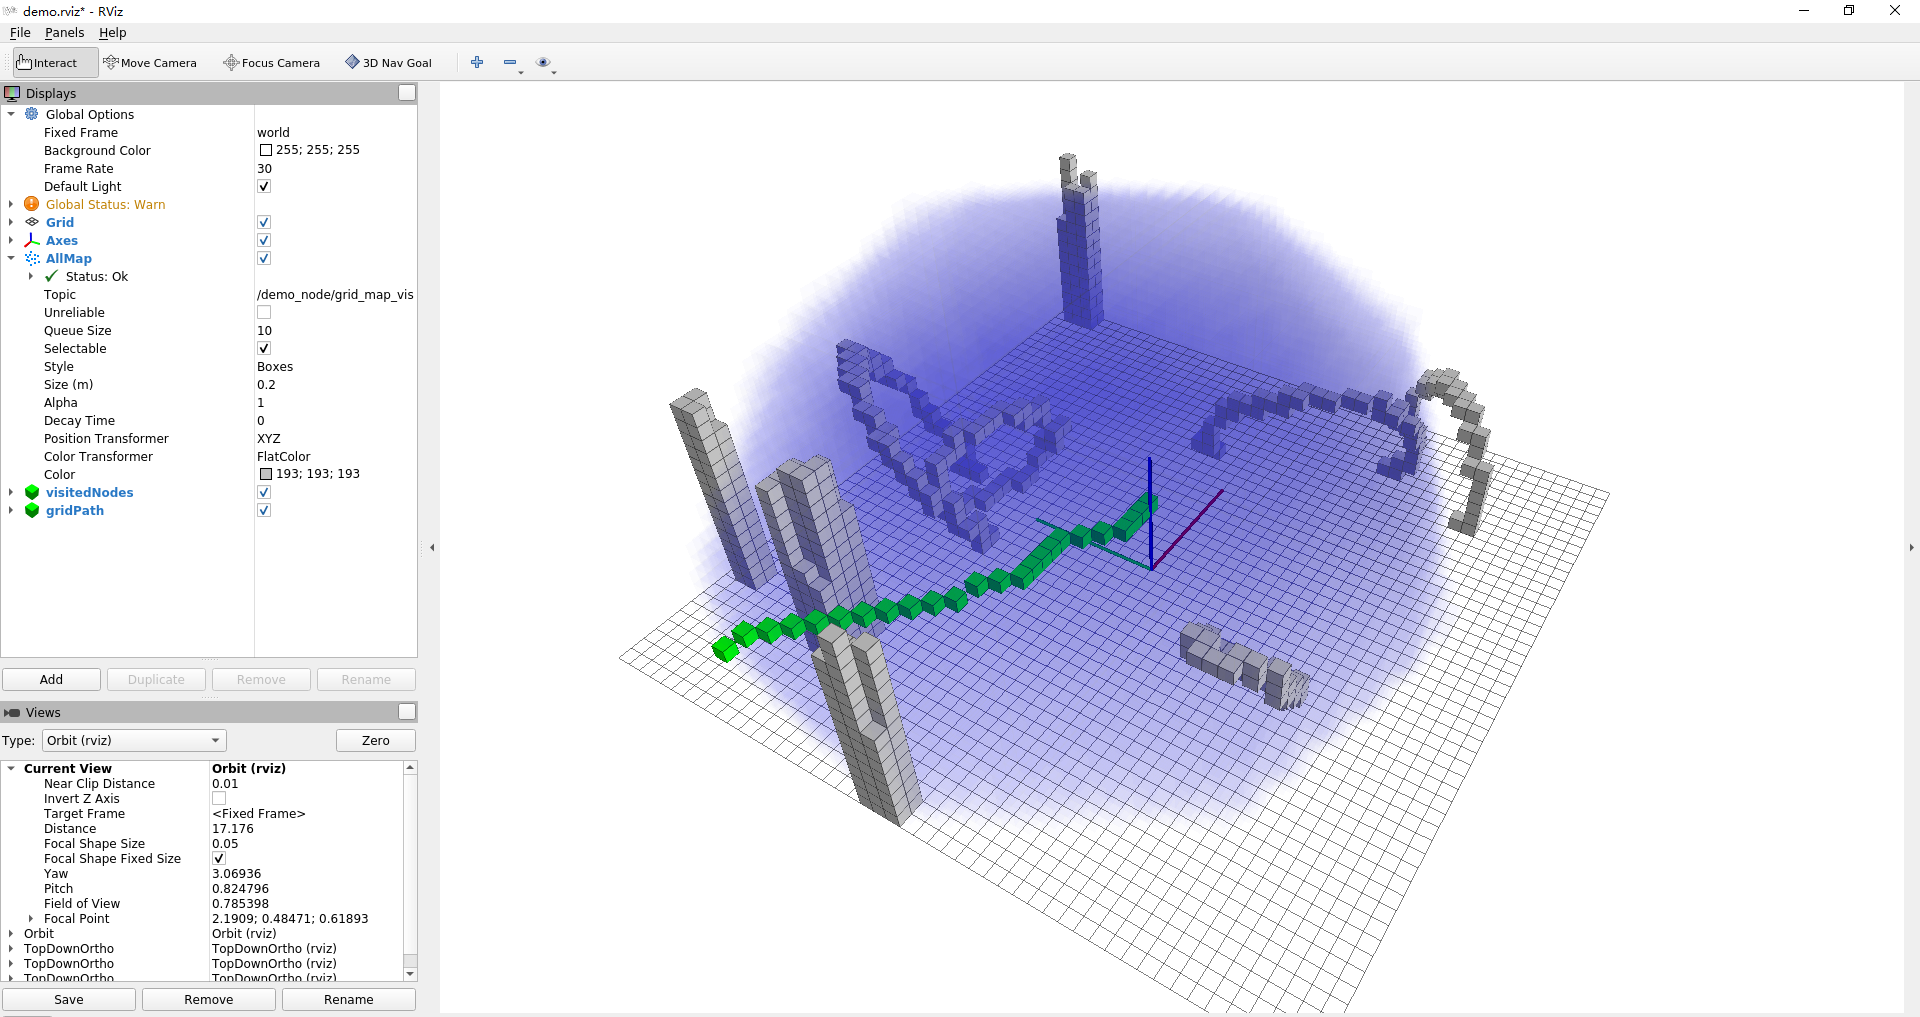 demo.rviz* - RViz
File Panels Help
Interact Move Camera Focus Camera 3D Nav Goal
Displays
Global Options
Fixed Frame world
Background Color 255; 255; 255
Frame Rate 30
Default Light
Global Status: Warn
Grid
Axes
AllMap
Status: Ok
Topic /demo_node/grid_map_vis
Unreliable
Queue Size 10
Selectable
Style Boxes
Size (m) 0.2
Alpha 1
Decay Time 0
Position Transformer XYZ
Color Transformer FlatColor
Color 193; 193; 193
visitedNodes
gridPath
Add Duplicate Remove Rename
Views
Type: Orbit (rviz) Zero
Current View Orbit (rviz)
Near Clip Distance 0.01
Invert Z Axis
Target Frame <Fixed Frame>
Distance 17.176
Focal Shape Size 0.05
Focal Shape Fixed Size
Yaw 3.06936
Pitch 0.824796
Field of View 0.785398
Focal Point 2.1909; 0.48471; 0.61893
Orbit Orbit (rviz)
TopDownOrtho TopDownOrtho (rviz)
TopDownOrtho TopDownOrtho (rviz)
TopDownOrtho TopDownOrtho (rviz)
Save Remove Rename